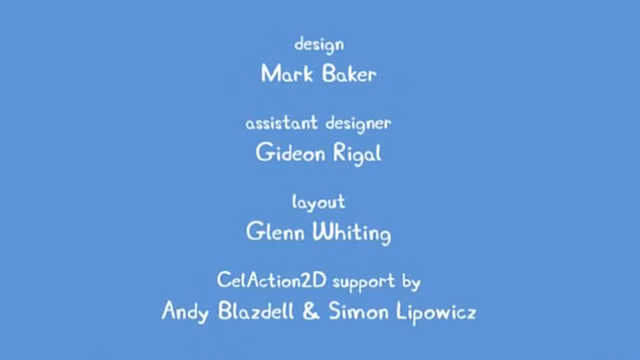 design
Mark Baker
assistant designer
Gideon Rigal
layout
Glenn Whiting
CelAction2D support by
Andy Blazdell & Simon Lipowicz